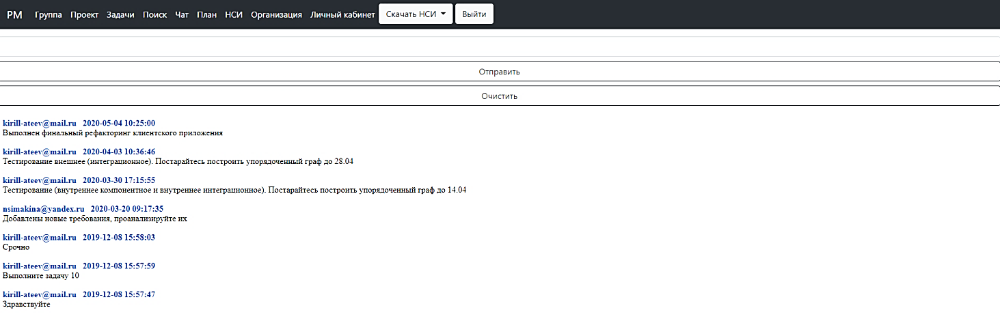 PM Группа Проект Задачи Поиск Чат План НСИ Организация Личный кабинет Скачать НСИ Выйти
Отправить
Очистить
kirill-ateev@mail.ru 2020-05-04 10:25:00
Выполнен финальный рефакторинг клиентского приложения
kirill-ateev@mail.ru 2020-04-03 10:36:46
Тестирование внешнее (интеграционное). Постарайтесь построить упорядоченный граф до 28.04
kirill-ateev@mail.ru 2020-03-30 17:15:55
Тестирование (внутреннее компонентное и внутреннее интеграционное). Постарайтесь построить упорядоченный граф до 14.04
nsimakina@yandex.ru 2020-03-20 09:17:35
Добавлены новые требования, проанализируйте их
kirill-ateev@mail.ru 2019-12-08 15:58:03
Срочно
kirill-ateev@mail.ru 2019-12-08 15:57:59
Выполните задачу 10
kirill-ateev@mail.ru 2019-12-08 15:57:47
Здравствуйте